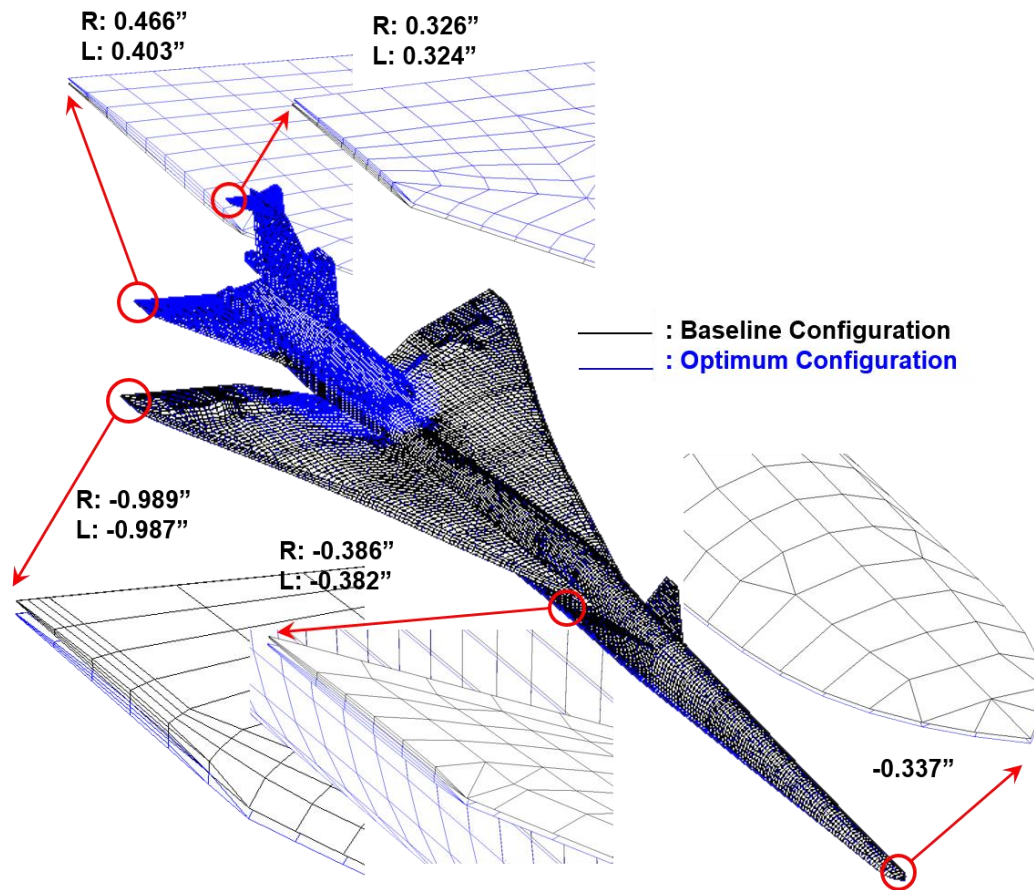 R: 0.466”
L: 0.403”
R: 0.326”
L: 0.324”
: Baseline Configuration
: Optimum Configuration
R: -0.989”
L: -0.987”
R: -0.386”
L: -0.382”
-0.337”